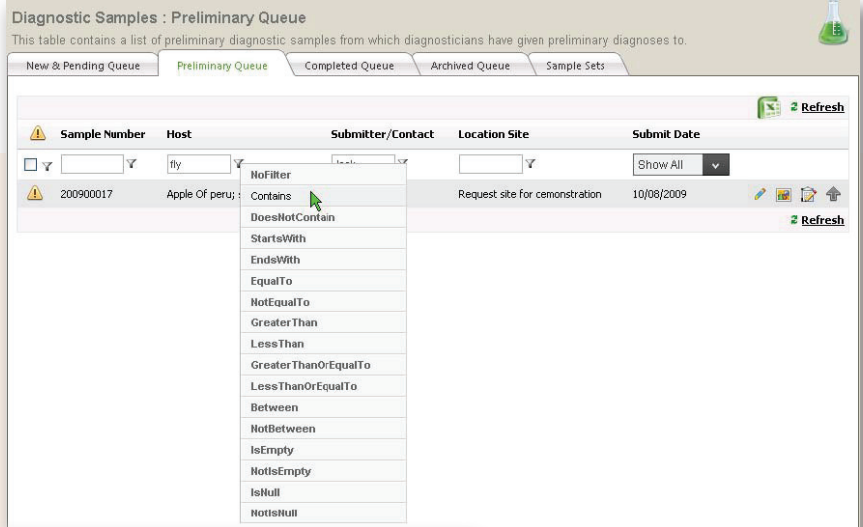 Diagnostic Samples : Preliminary Queue
This table contains a list of preliminary diagnostic samples from which diagnosticians have given preliminary diagnoses to.
New & Pending Queue Preliminary Queue Completed Queue Archived Queue Sample Sets
Refresh
Sample Number Host Submitter/Contact Location Site Submit Date
fly Show All
200900017 Apple Of peru; Request site for cemonstration 10/08/2009
Refresh
NoFilter
Contains
DoesNotContain
StartsWith
EndsWith
EqualTo
NotEqualTo
GreaterThan
LessThan
GreaterThanOrEqualTo
LessThanOrEqualTo
Between
NotBetween
IsEmpty
NotIsEmpty
IsNull
NotIsNull